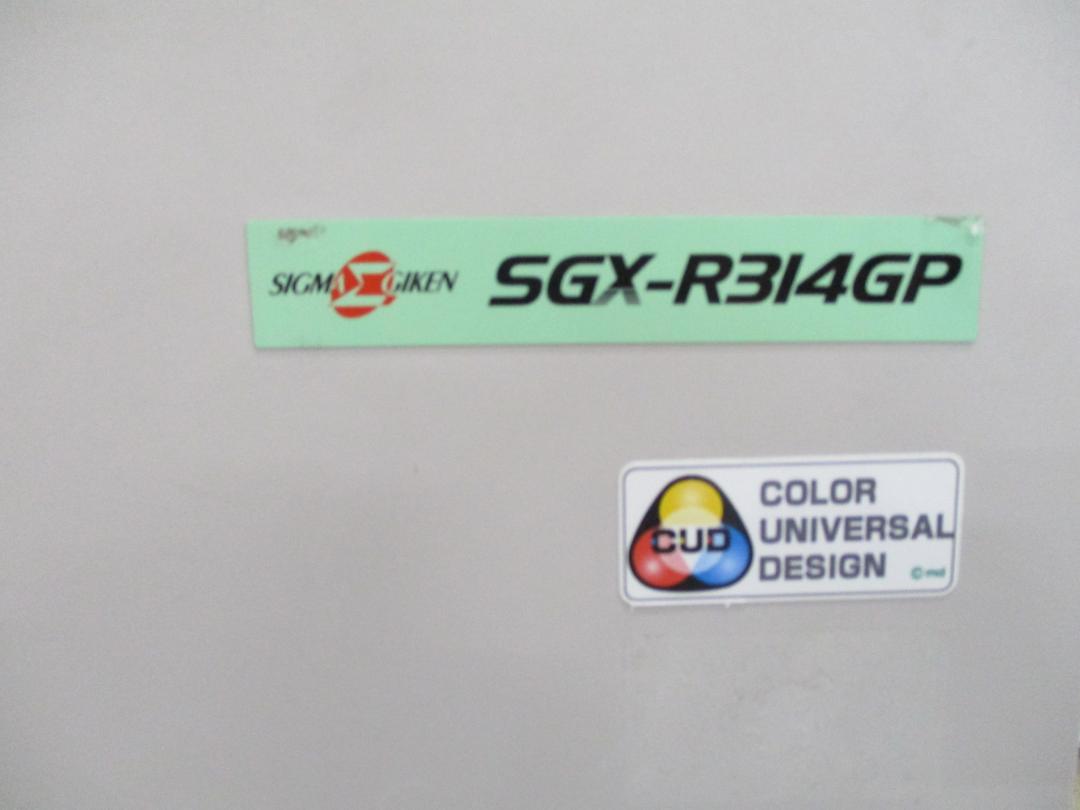 SIGMA GIKEN SGX-R314GP
CUD
COLOR
UNIVERSAL
DESIGN